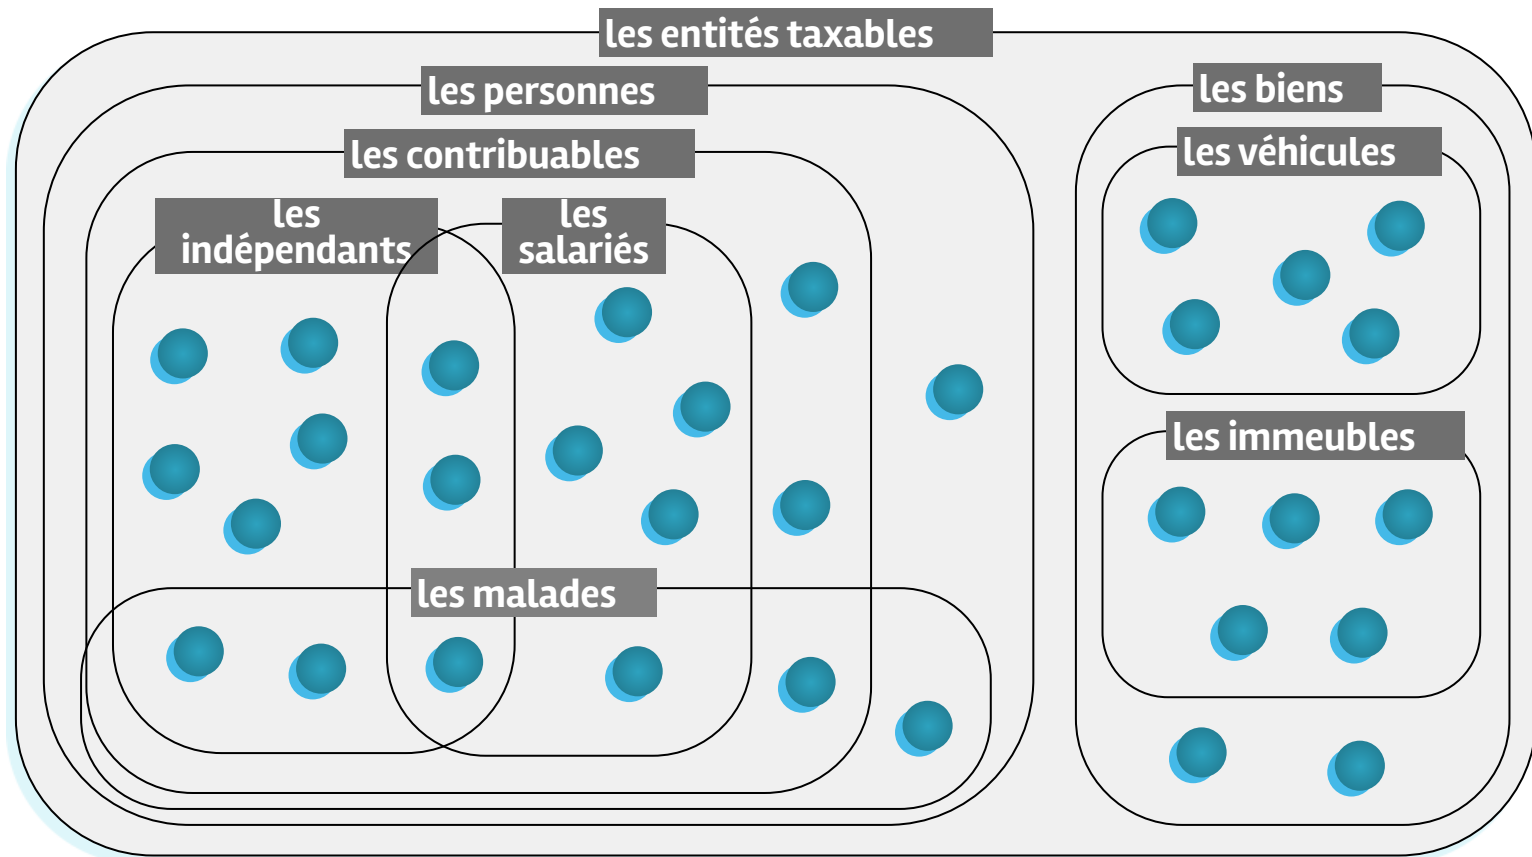 les entités taxables
les personnes
les biens
les contribuables
les véhicules
les
indépendants
les
salariés
les immeubles
les malades